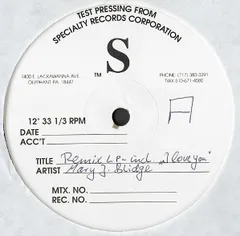 TEST PRESSING FROM
SPECIALTY RECORDS CORPORATION
S
TM
1400 E. LACKAWANNA AVE.
OLYPHANT PA. 18447
PHONE (717) 383-3291
TWX 510-671-4580
A
12" 33 1/3 RPM
DATE
ACC'T
TITLE Remix LP - incl "I love you"
ARTIST Mary J. Blidge
MTX. NO.
REC. NO.